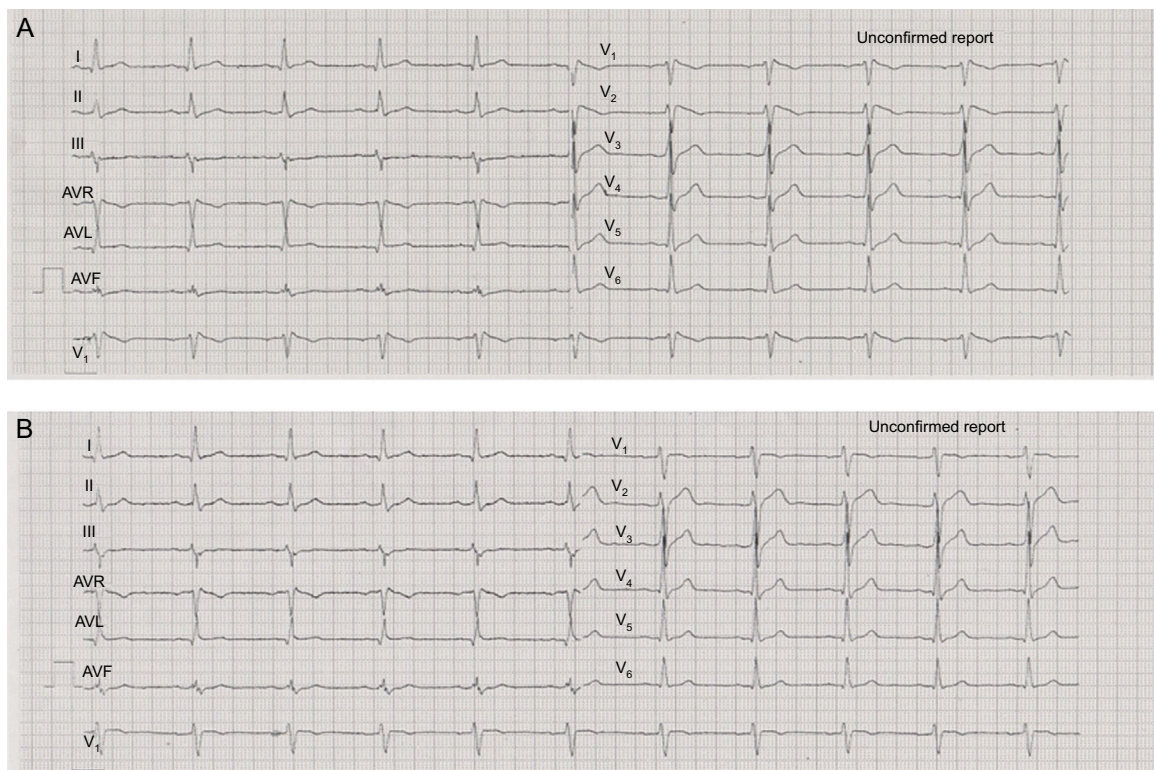 A
Unconfirmed report
I
V1
II
V2
III
V3
AVR
V4
AVL
V5
AVF
V6
V1
B
Unconfirmed report
I
V1
II
V2
III
V3
AVR
V4
AVL
V5
AVF
V6
V1